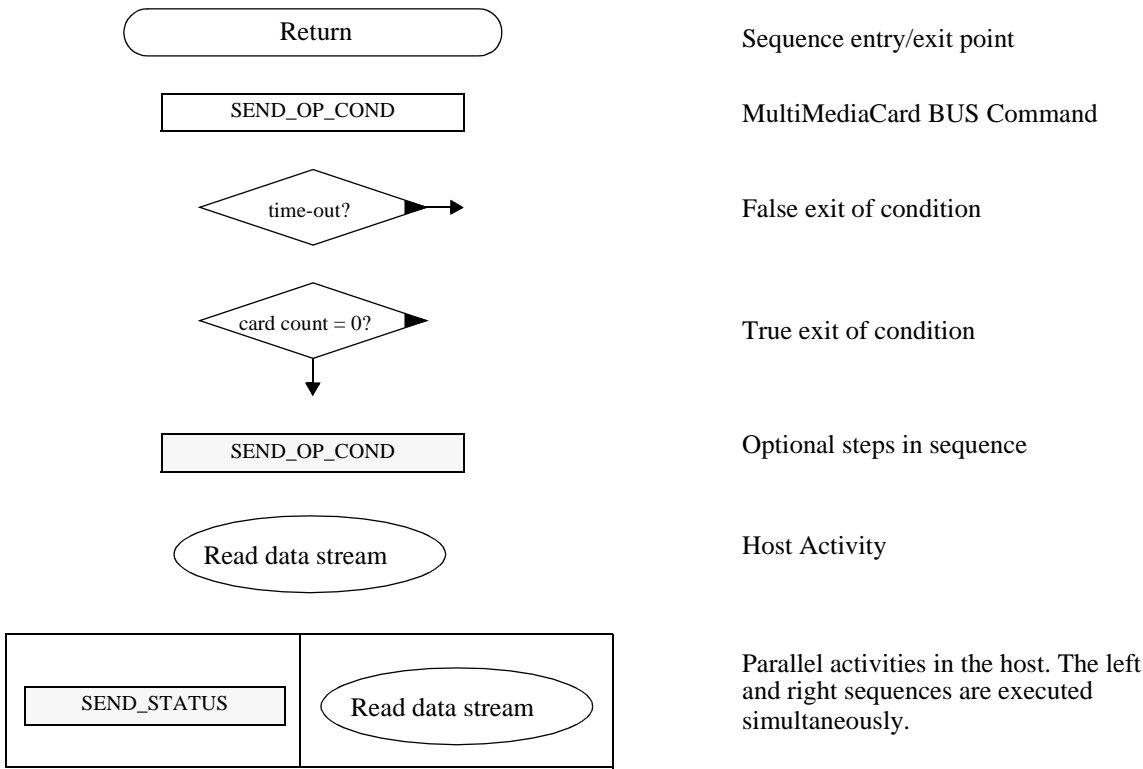 Return
Sequence entry/exit point
SEND_OP_COND
MultiMediaCard BUS Command
time-out?
False exit of condition
card count = 0?
True exit of condition
SEND_OP_COND
Optional steps in sequence
Read data stream
Host Activity
SEND_STATUS
Read data stream
Parallel activities in the host. The left
and right sequences are executed
simultaneously.